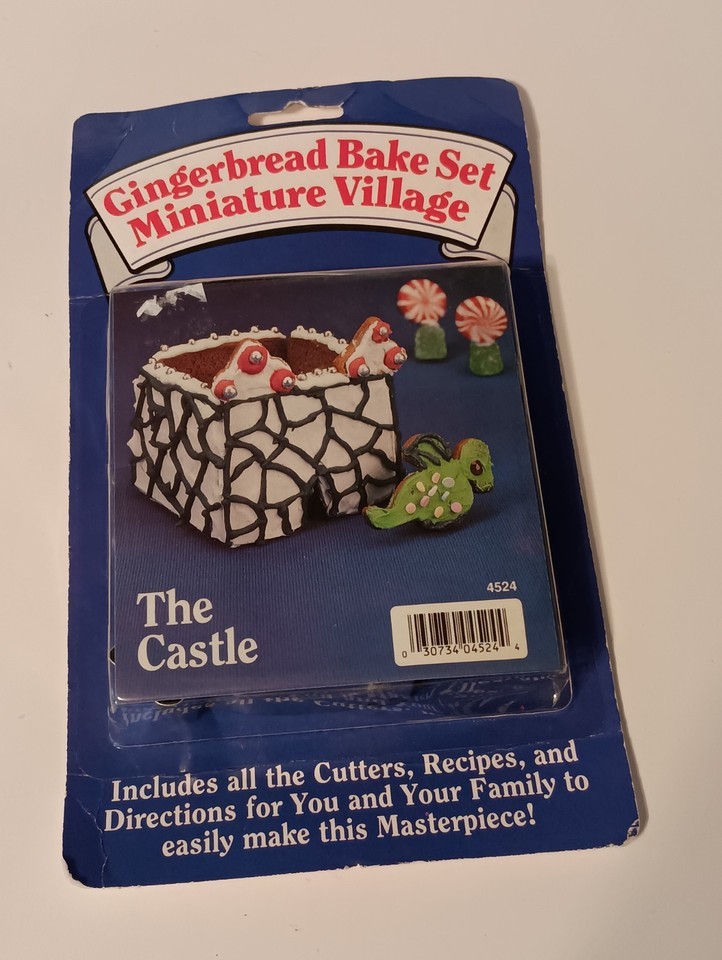 Gingerbread Bake Set
Miniature Village
4524
The
Castle
0 30734 04524 4
Includes all the Cutters, Recipes, and
Directions for You and Your Family to
easily make this Masterpiece!